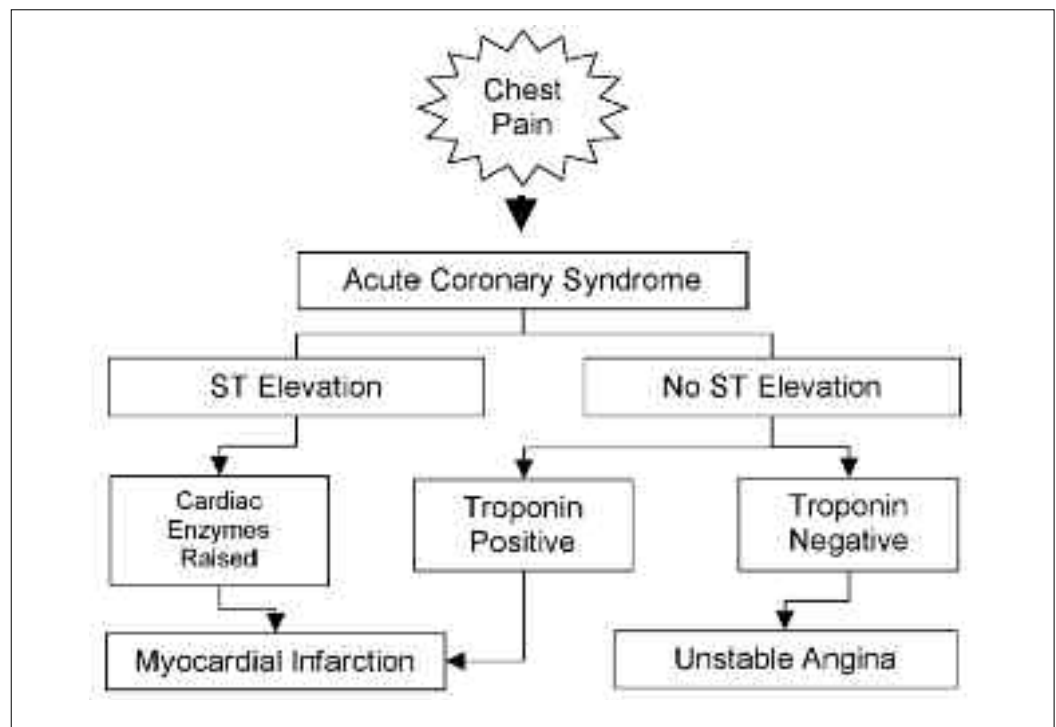 Chest
Pain
Acute Coronary Syndrome
ST Elevation
No ST Elevation
Cardiac
Enzymes
Raised
Troponin
Positive
Troponin
Negative
Myocardial Infarction
Unstable Angina